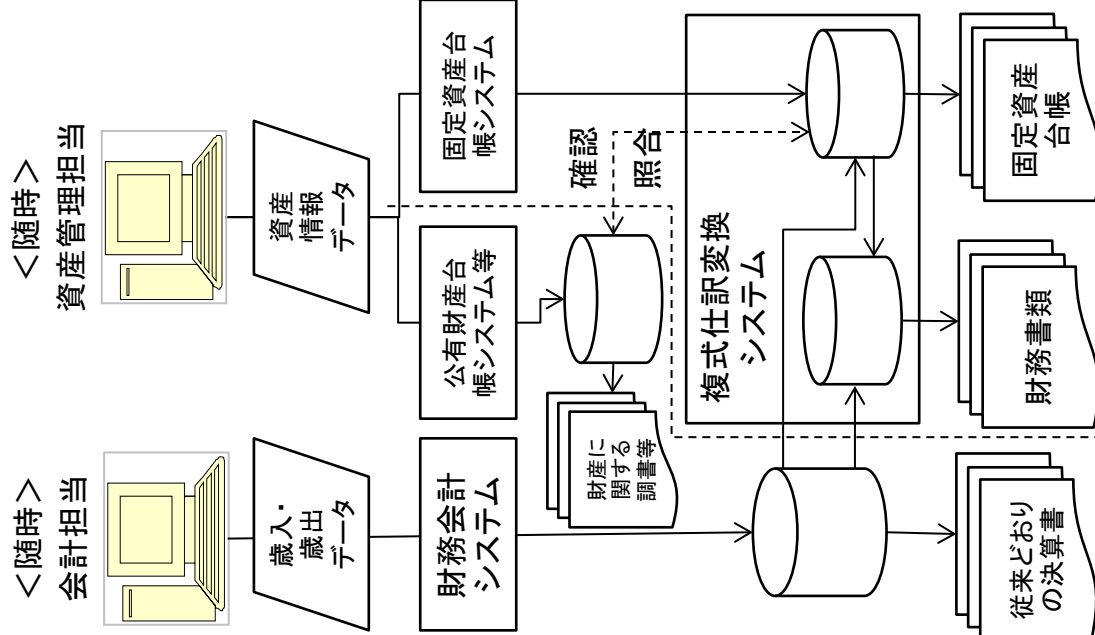 ＜随時＞
会計担当
歳入・
歳出
データ
財務会計
システム
従来どおり
の決算書
＜随時＞
資産管理担当
資産
情報
データ
公有財産台
帳システム等
固定資産台
帳システム
財産に
関する
調書等
確認
照合
複式仕訳変換
システム
財務書類
固定資産
台帳